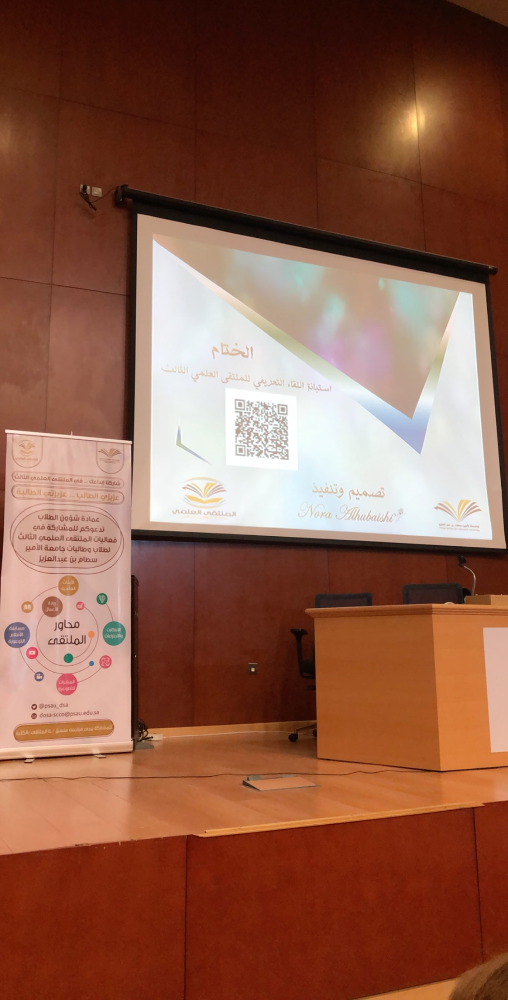 الختام
استبانة اللقاء التعريفي للملتقى العلمي الثالث
تصميم وتنفيذ
Nora Alhubaishi
الملتقى العلمي
الملتقى العلمي
شاركنا إبداعك ... في الملتقى العلمي الثالث
عزيزي الطالب ... عزيزتي الطالبة
عمادة شؤون الطلاب
تدعوكم للمشاركة في
فعاليات الملتقى العلمي الثالث
لطلاب وطالبات جامعة الأمير
سطام بن عبدالعزيز
الأبحاث
العلمية
ريادة
الأعمال
محاور
الملتقى
مسابقة
الأفلام
التوعوية
الابتكارات
والاختراعات
المبادرات
التطوعية
@psau_dsa
dosa-scco@psau.edu.sa
للمشاركة يرجى مراجعة منسق / ـة الملتقى بالكلية